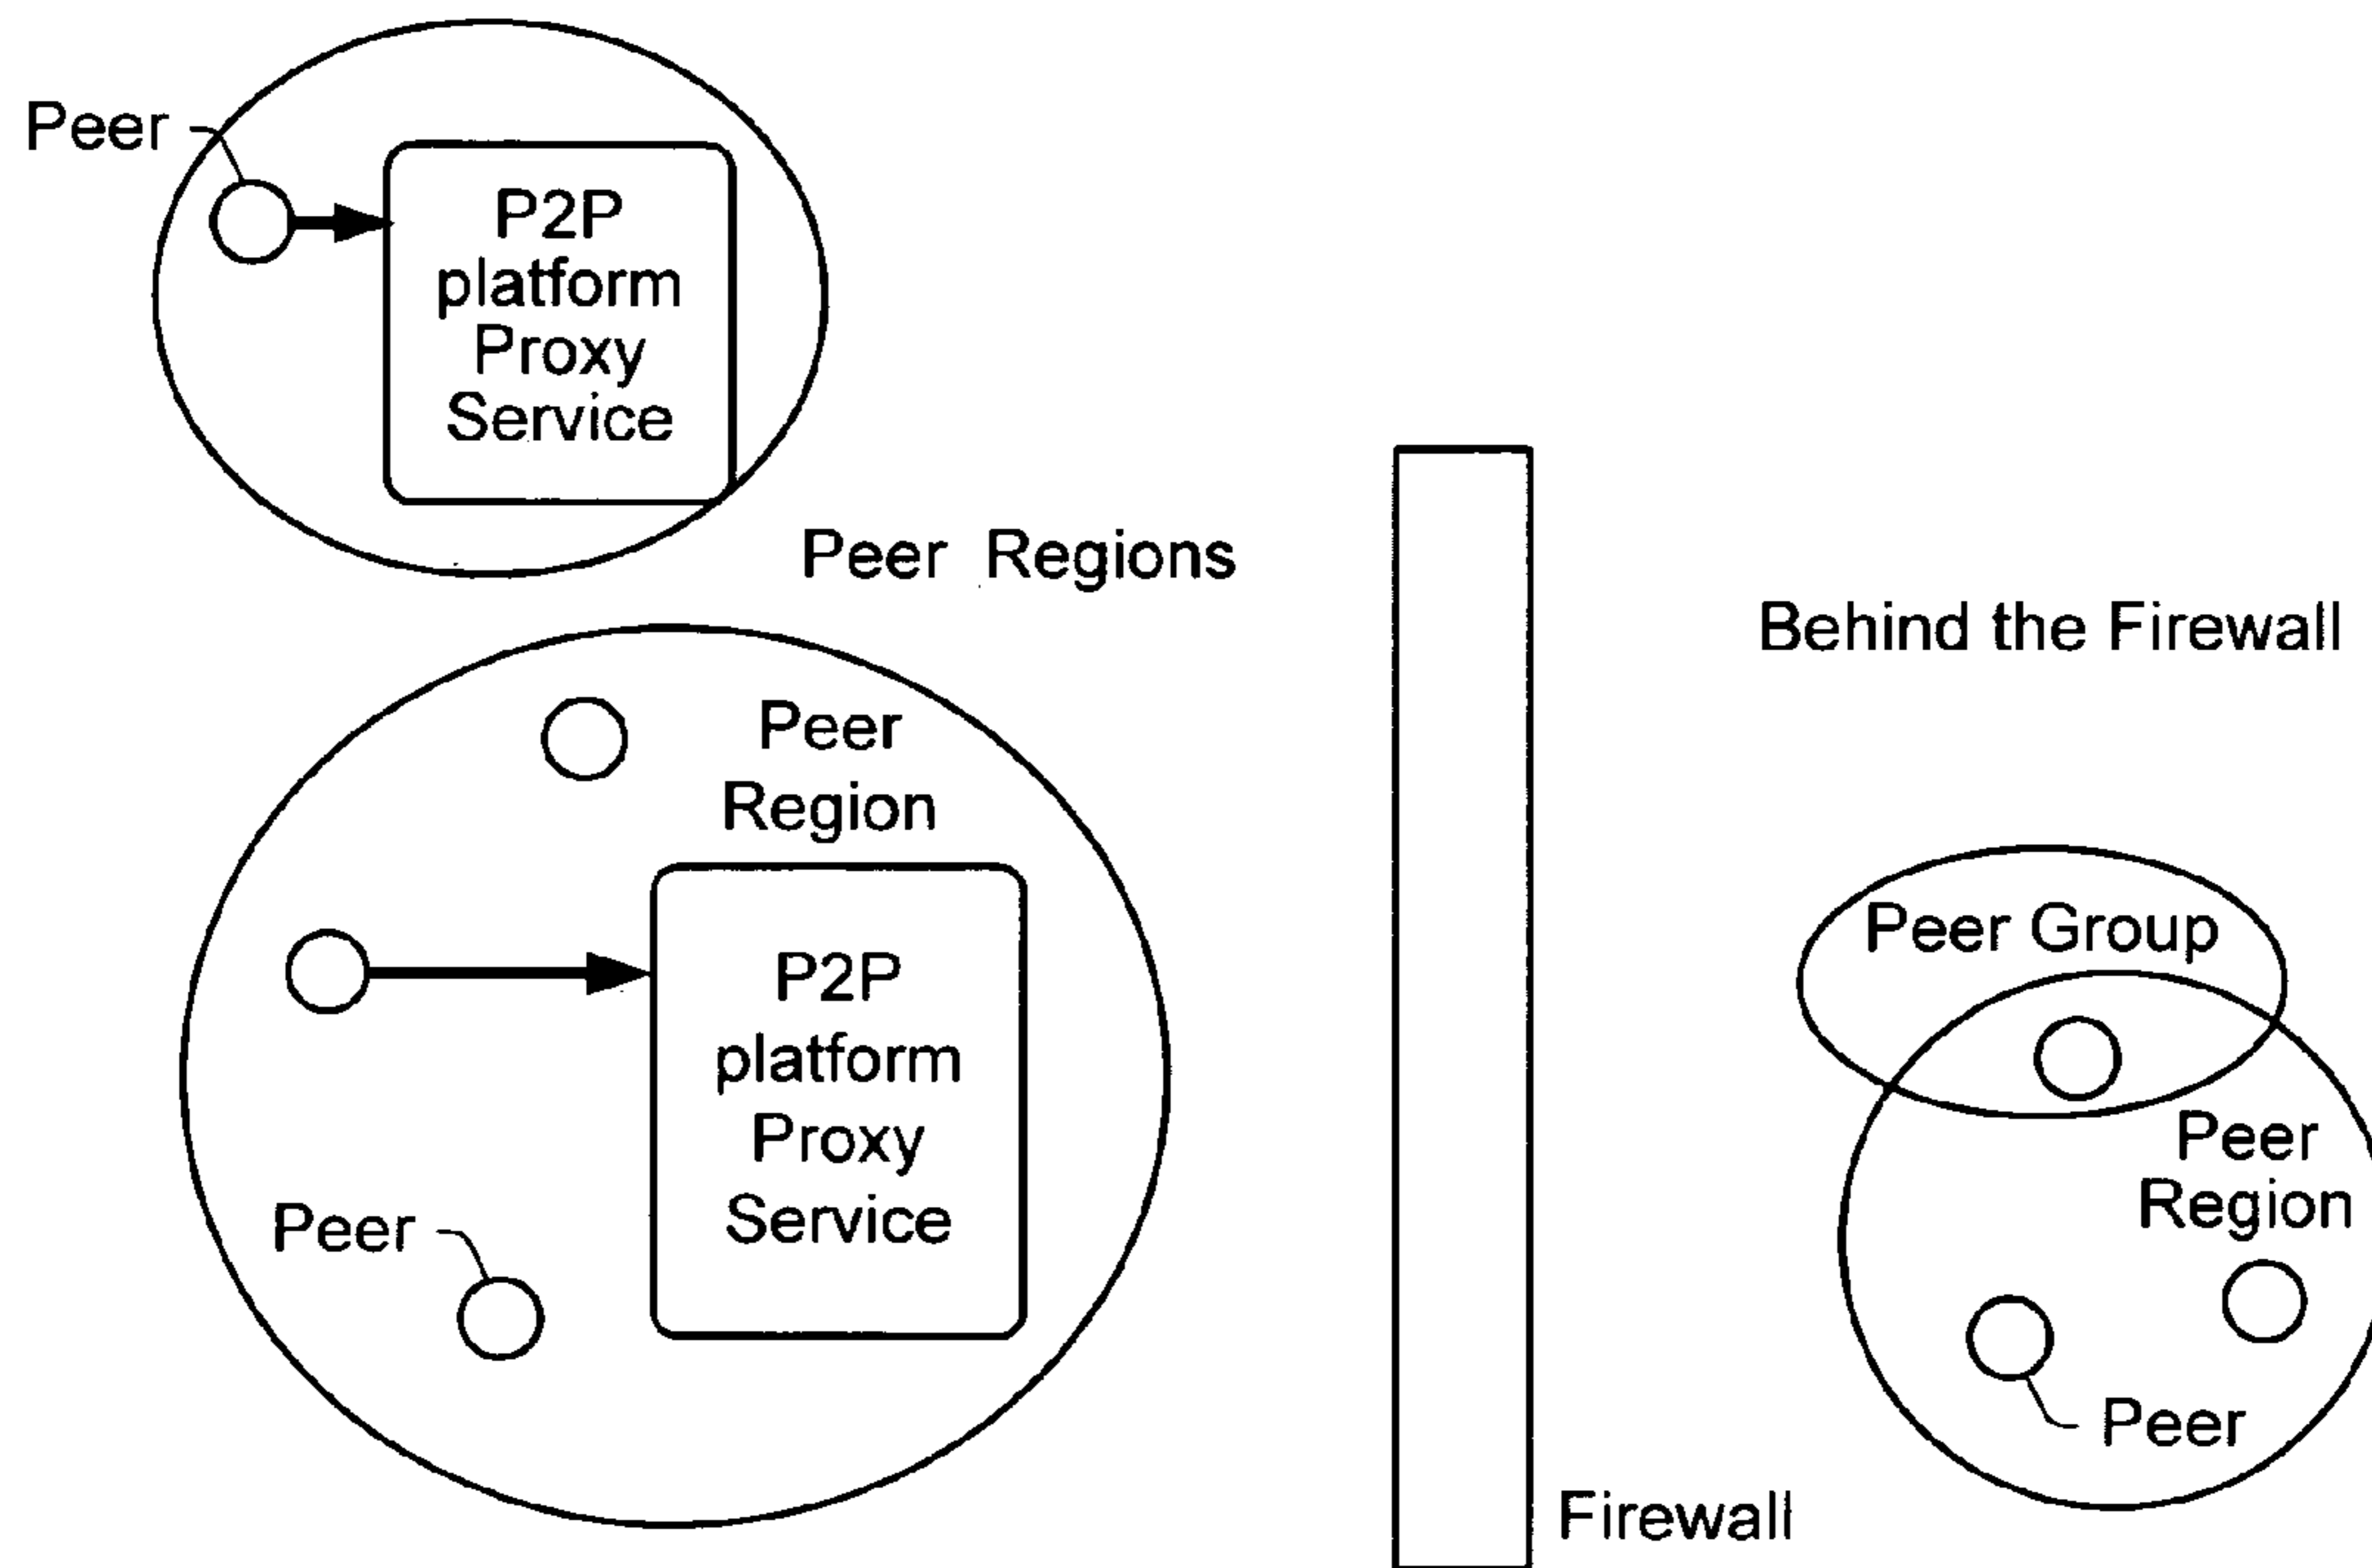 Peer
P2P
platform
Proxy
Service
Peer Regions
Peer
Region
P2P
platform
Proxy
Service
Peer
Behind the Firewall
Peer Group
Peer
Region
Peer
Firewall